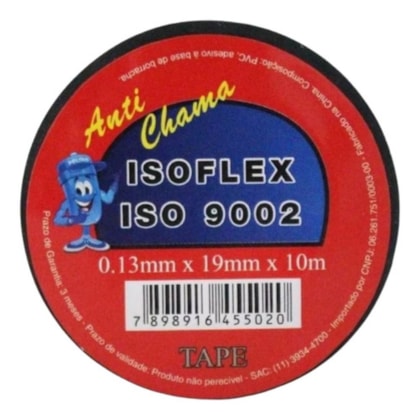 Anti
Chama
ISOFLEX
ISO 9002
0.13mm x 19mm x 10m
7 898916 455020
TAPE
Prazo de Garantia: 3 meses - Prazo de validade: Produto não perecível - SAC: (11) 3934-4700 - Importado por CNPJ: 06.261.751/0003-00 - Fabricado na China. Composição: PVC, adesivo à base de borracha.